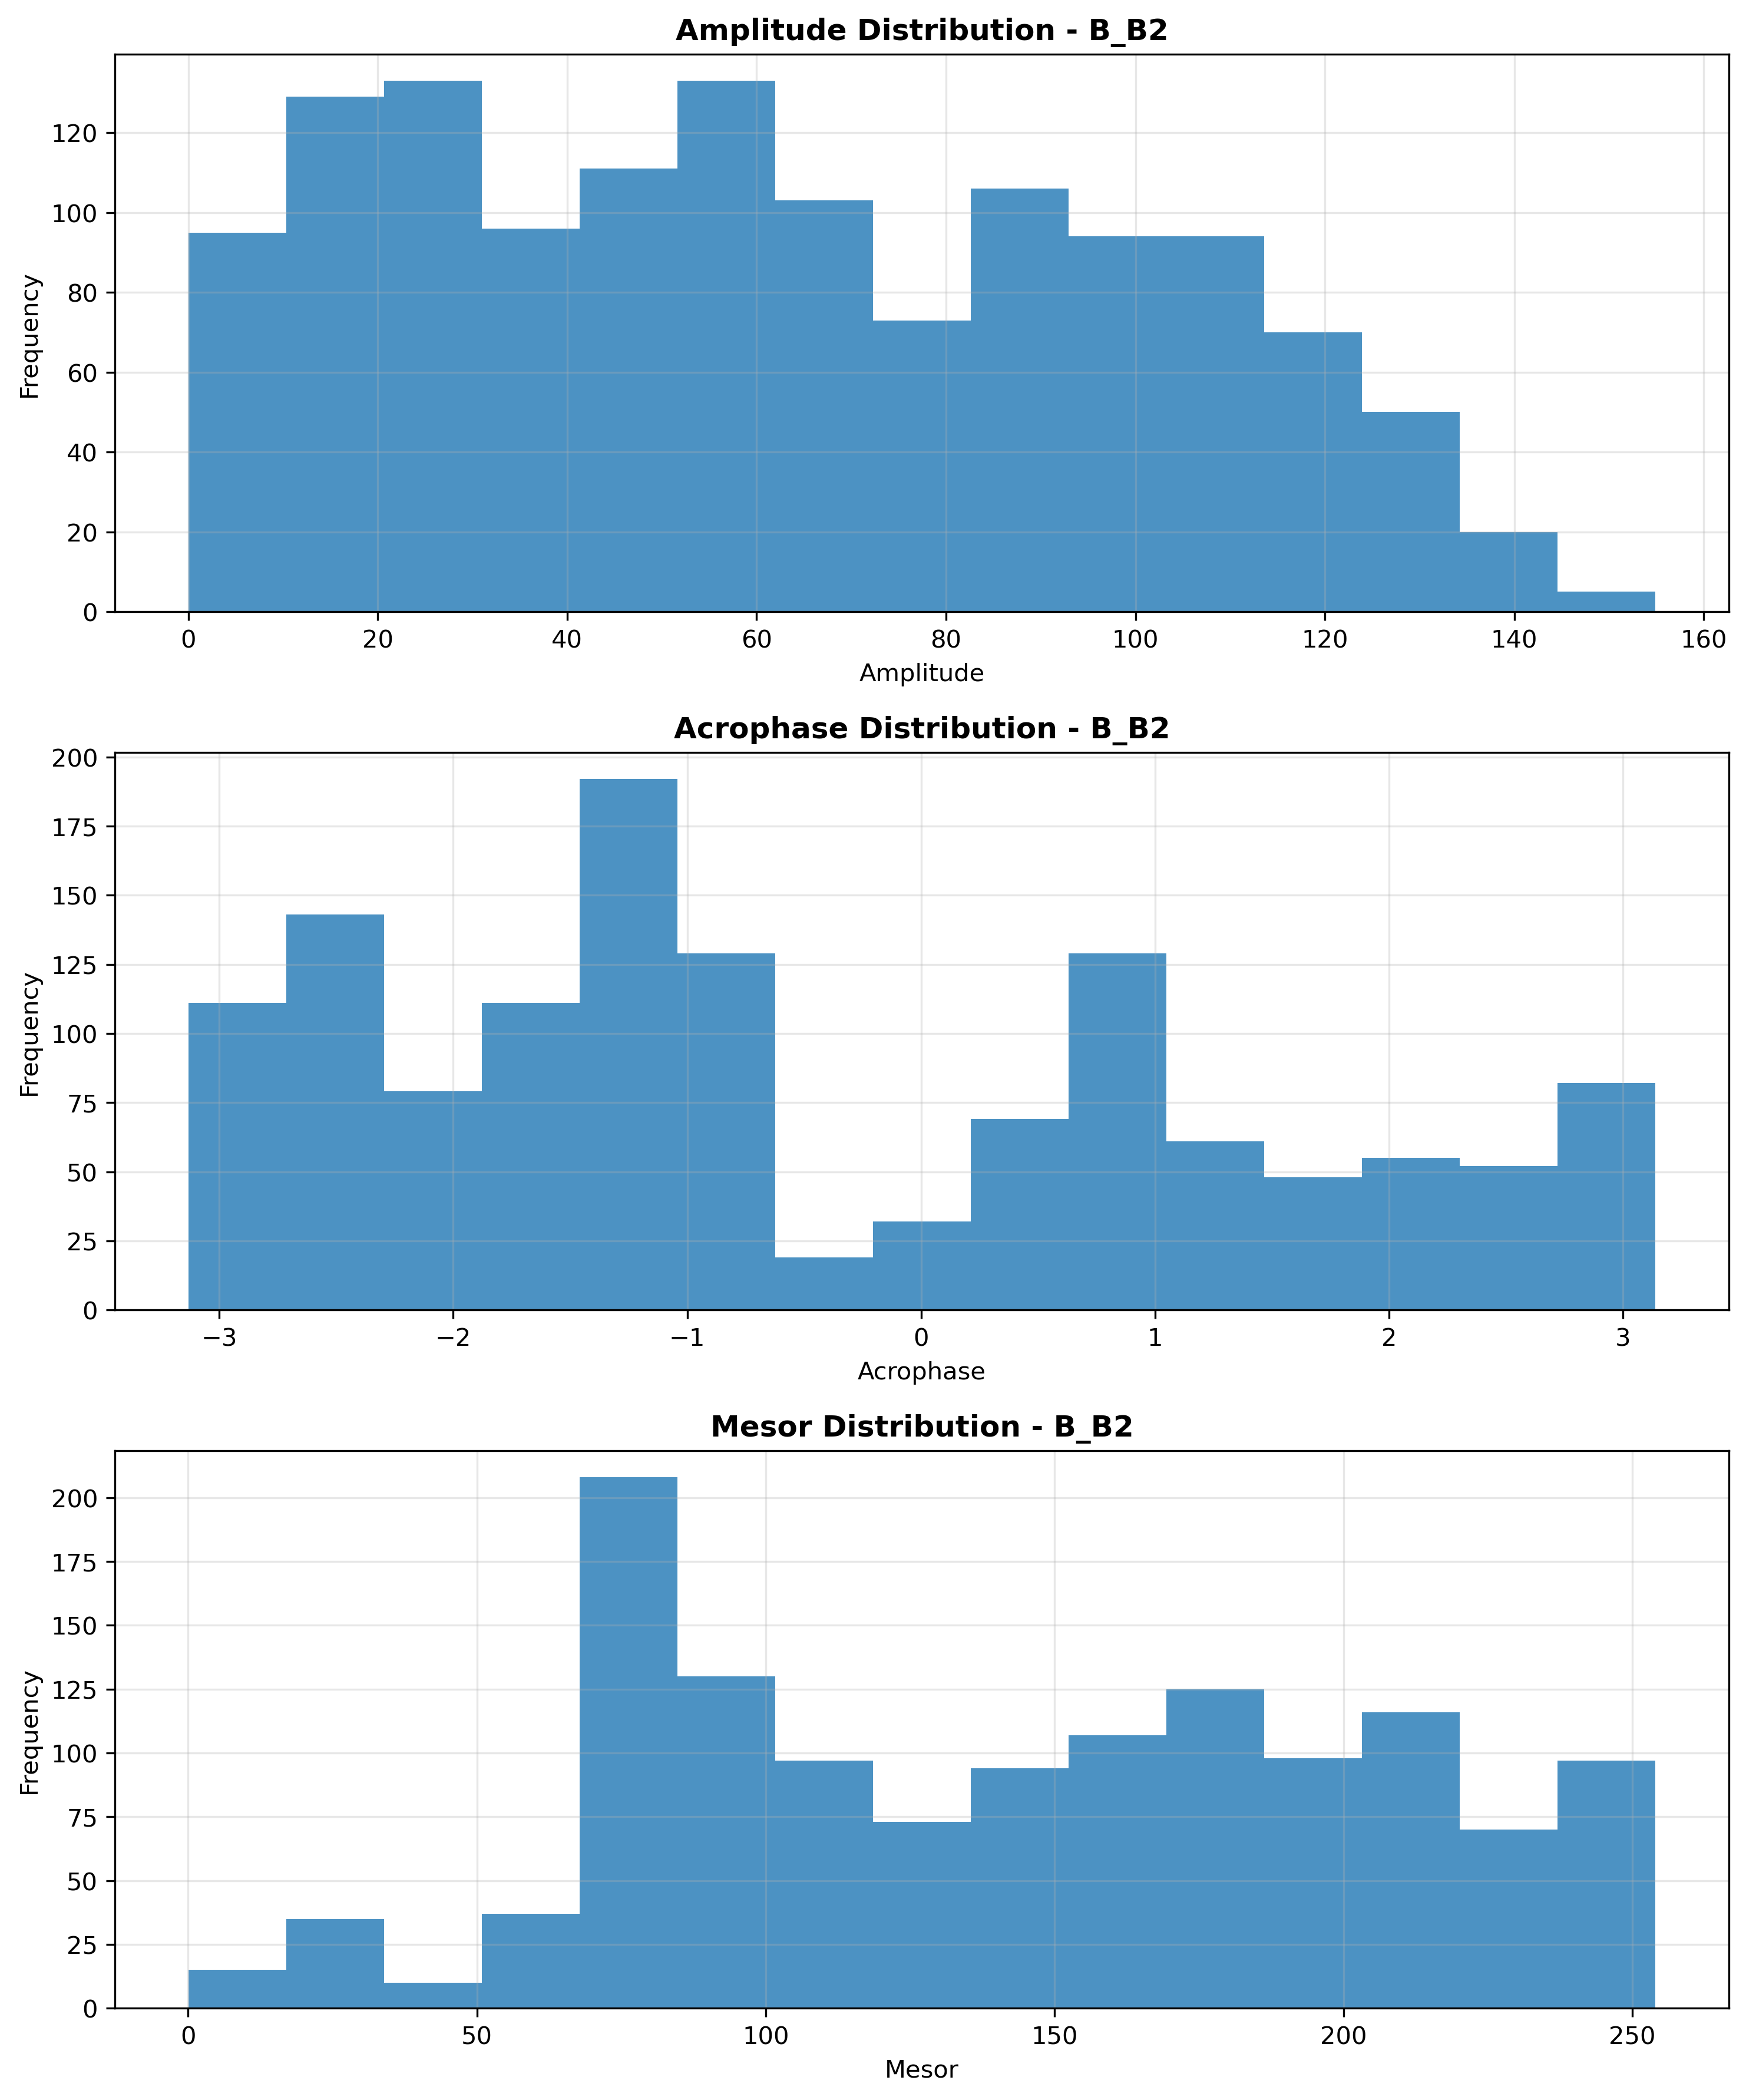 Amplitude Distribution - B_B2
120
100
80
60
40
20
0
Frequency
0 20 40 60 80 100 120 140 160
Amplitude
Acrophase Distribution - B_B2
200
175
150
125
100
75
50
25
0
Frequency
−3 −2 −1 0 1 2 3
Acrophase
Mesor Distribution - B_B2
200
175
150
125
100
75
50
25
0
Frequency
0 50 100 150 200 250
Mesor